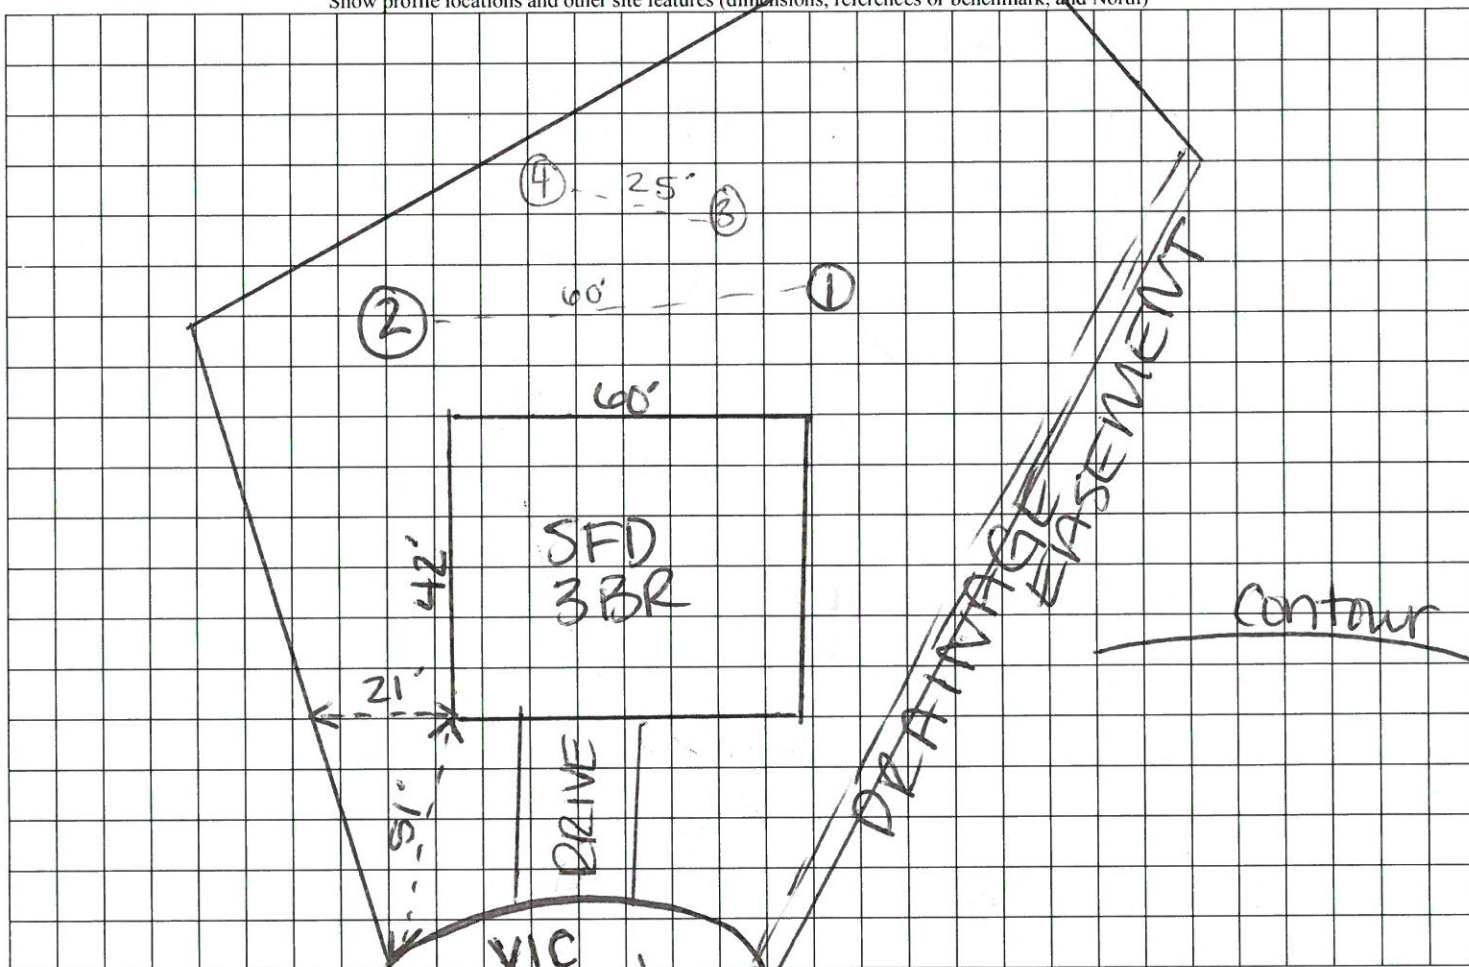 Show profile locations and other site features (dimensions, references or benchmark, and North)
4
25'
3
60'
1
2
60'
SFD
3BR
42'
21'
51'
DRIVE
DRAINAGE
EASEMENT
Contour
VIC